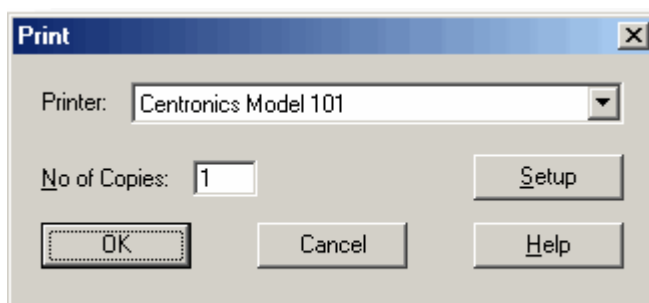 Print
Printer: Centronics Model 101
No of Copies: 1 Setup
OK Cancel Help